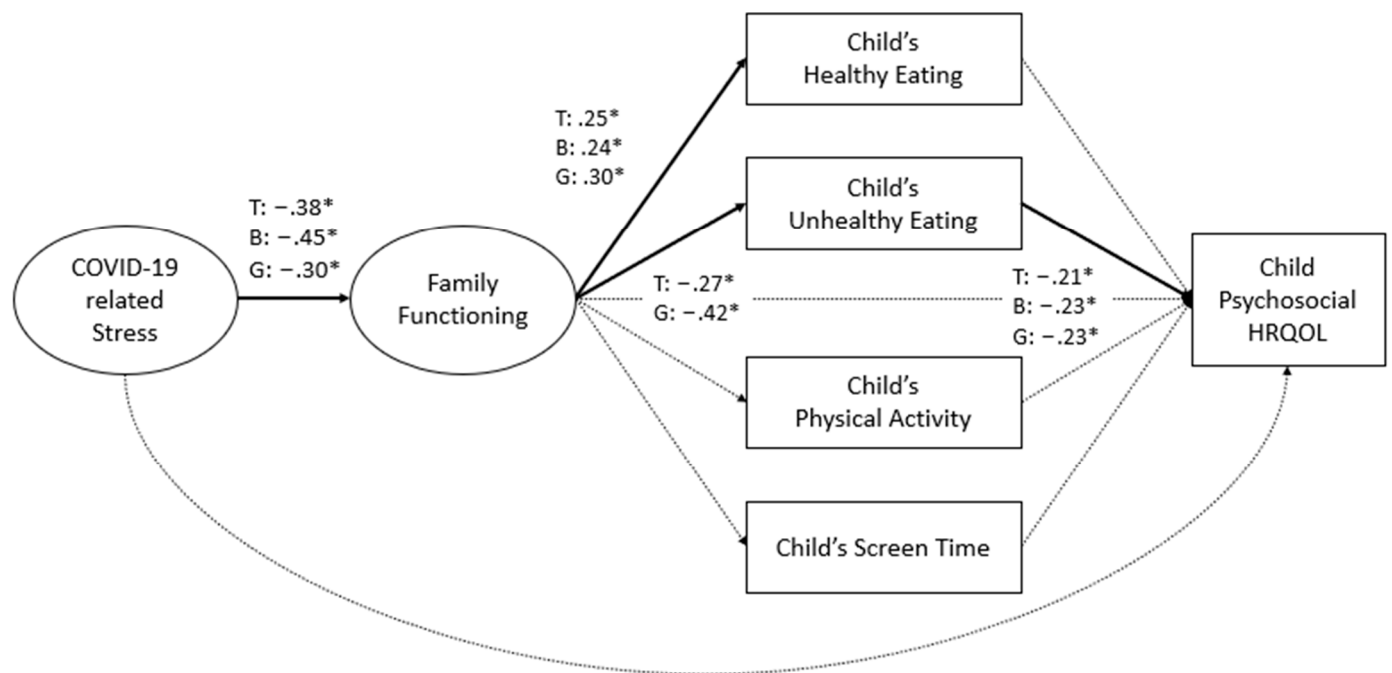 COVID-19
related
Stress
T: −.38*
B: −.45*
G: −.30*
Family
Functioning
T: .25*
B: .24*
G: .30*
T: −.27*
G: −.42*
Child’s
Healthy Eating
Child’s
Unhealthy Eating
Child’s
Physical Activity
Child’s Screen Time
T: −.21*
B: −.23*
G: −.23*
Child
Psychosocial
HRQOL